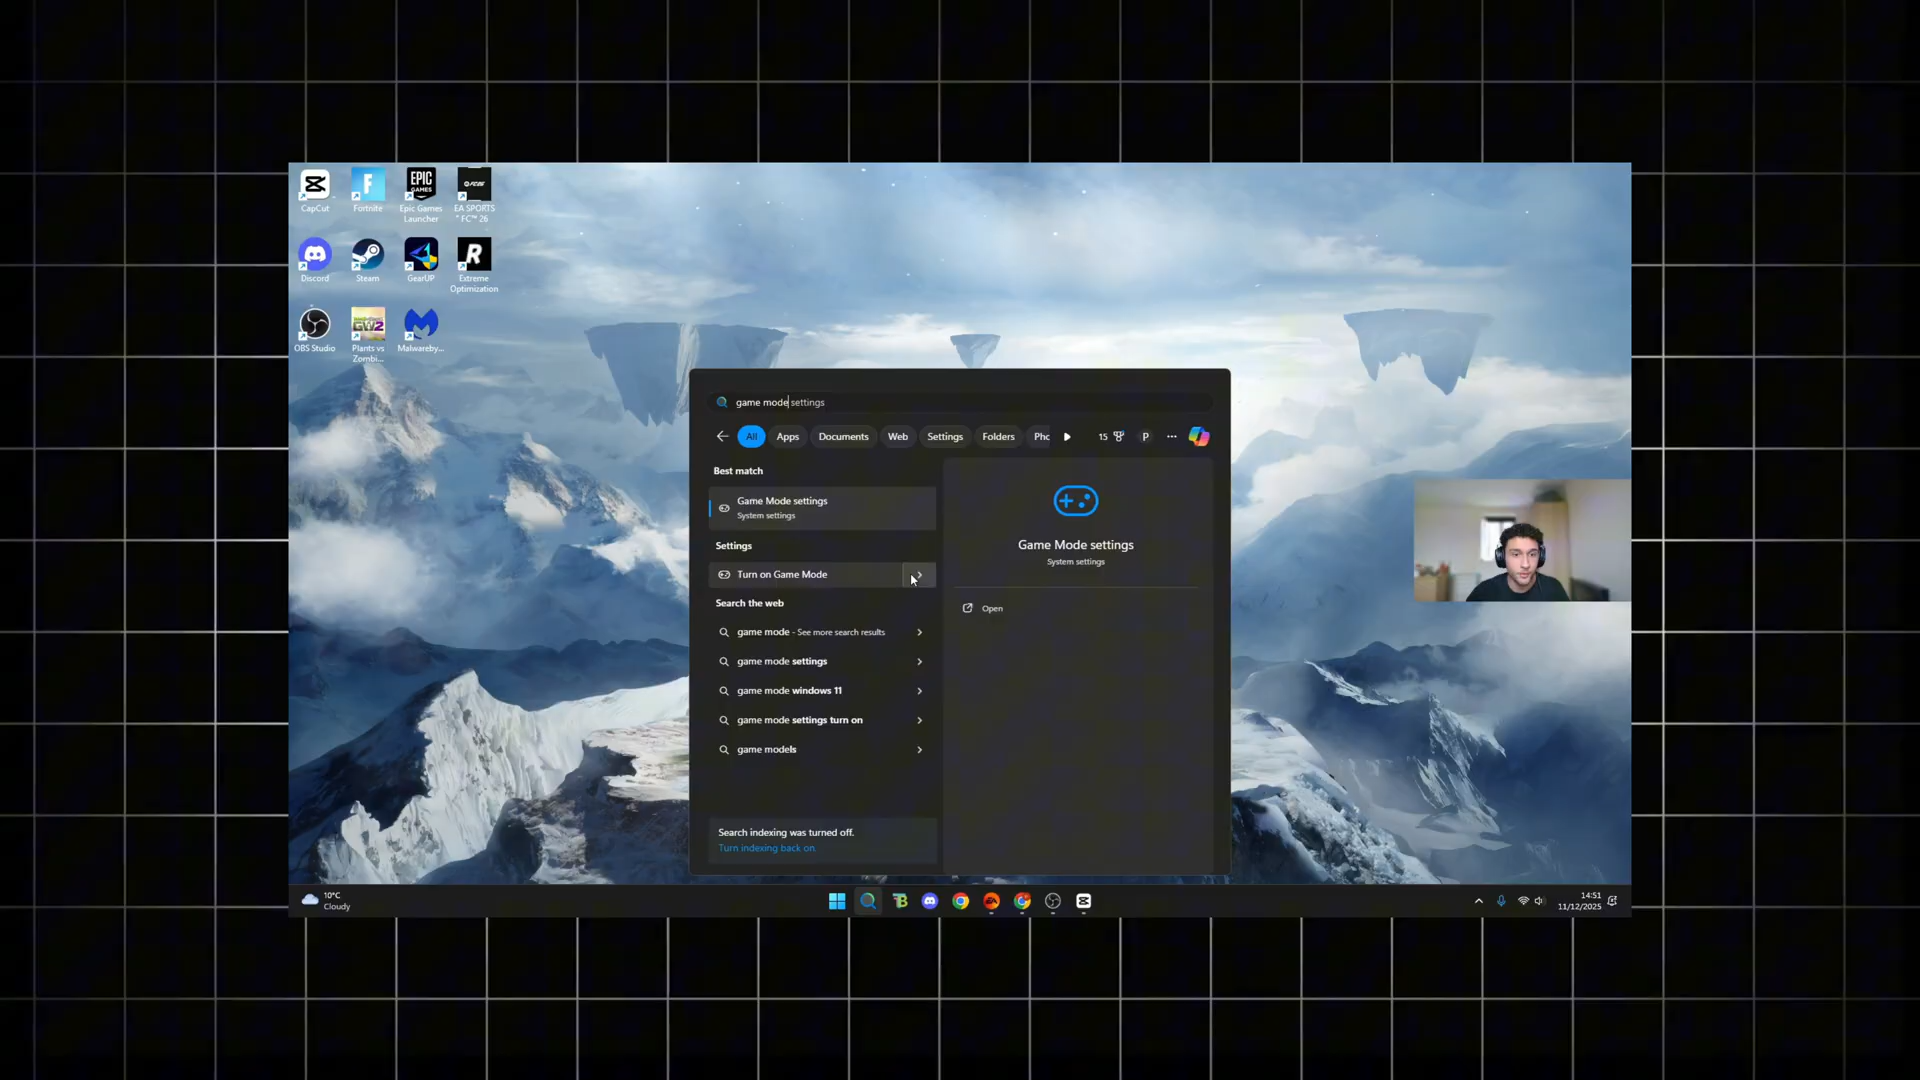 CapCut
Fortnite
EPIC
GAMES
Epic Games
Launcher
FC26
EA SPORTS
FC™ 26
Discord
Steam
GearUP
R
Extreme
Optimization
OBS Studio
GW2
Plants vs
Zombi...
Malwareby...
game mode settings
All
Apps
Documents
Web
Settings
Folders
Pho
15
P
Best match
Game Mode settings
System settings
Settings
Turn on Game Mode
Search the web
game mode - See more search results
game mode settings
game mode windows 11
game mode settings turn on
game models
Search indexing was turned off.
Turn indexing back on.
Game Mode settings
System settings
Open
10°C
Cloudy
14:51
11/12/2025